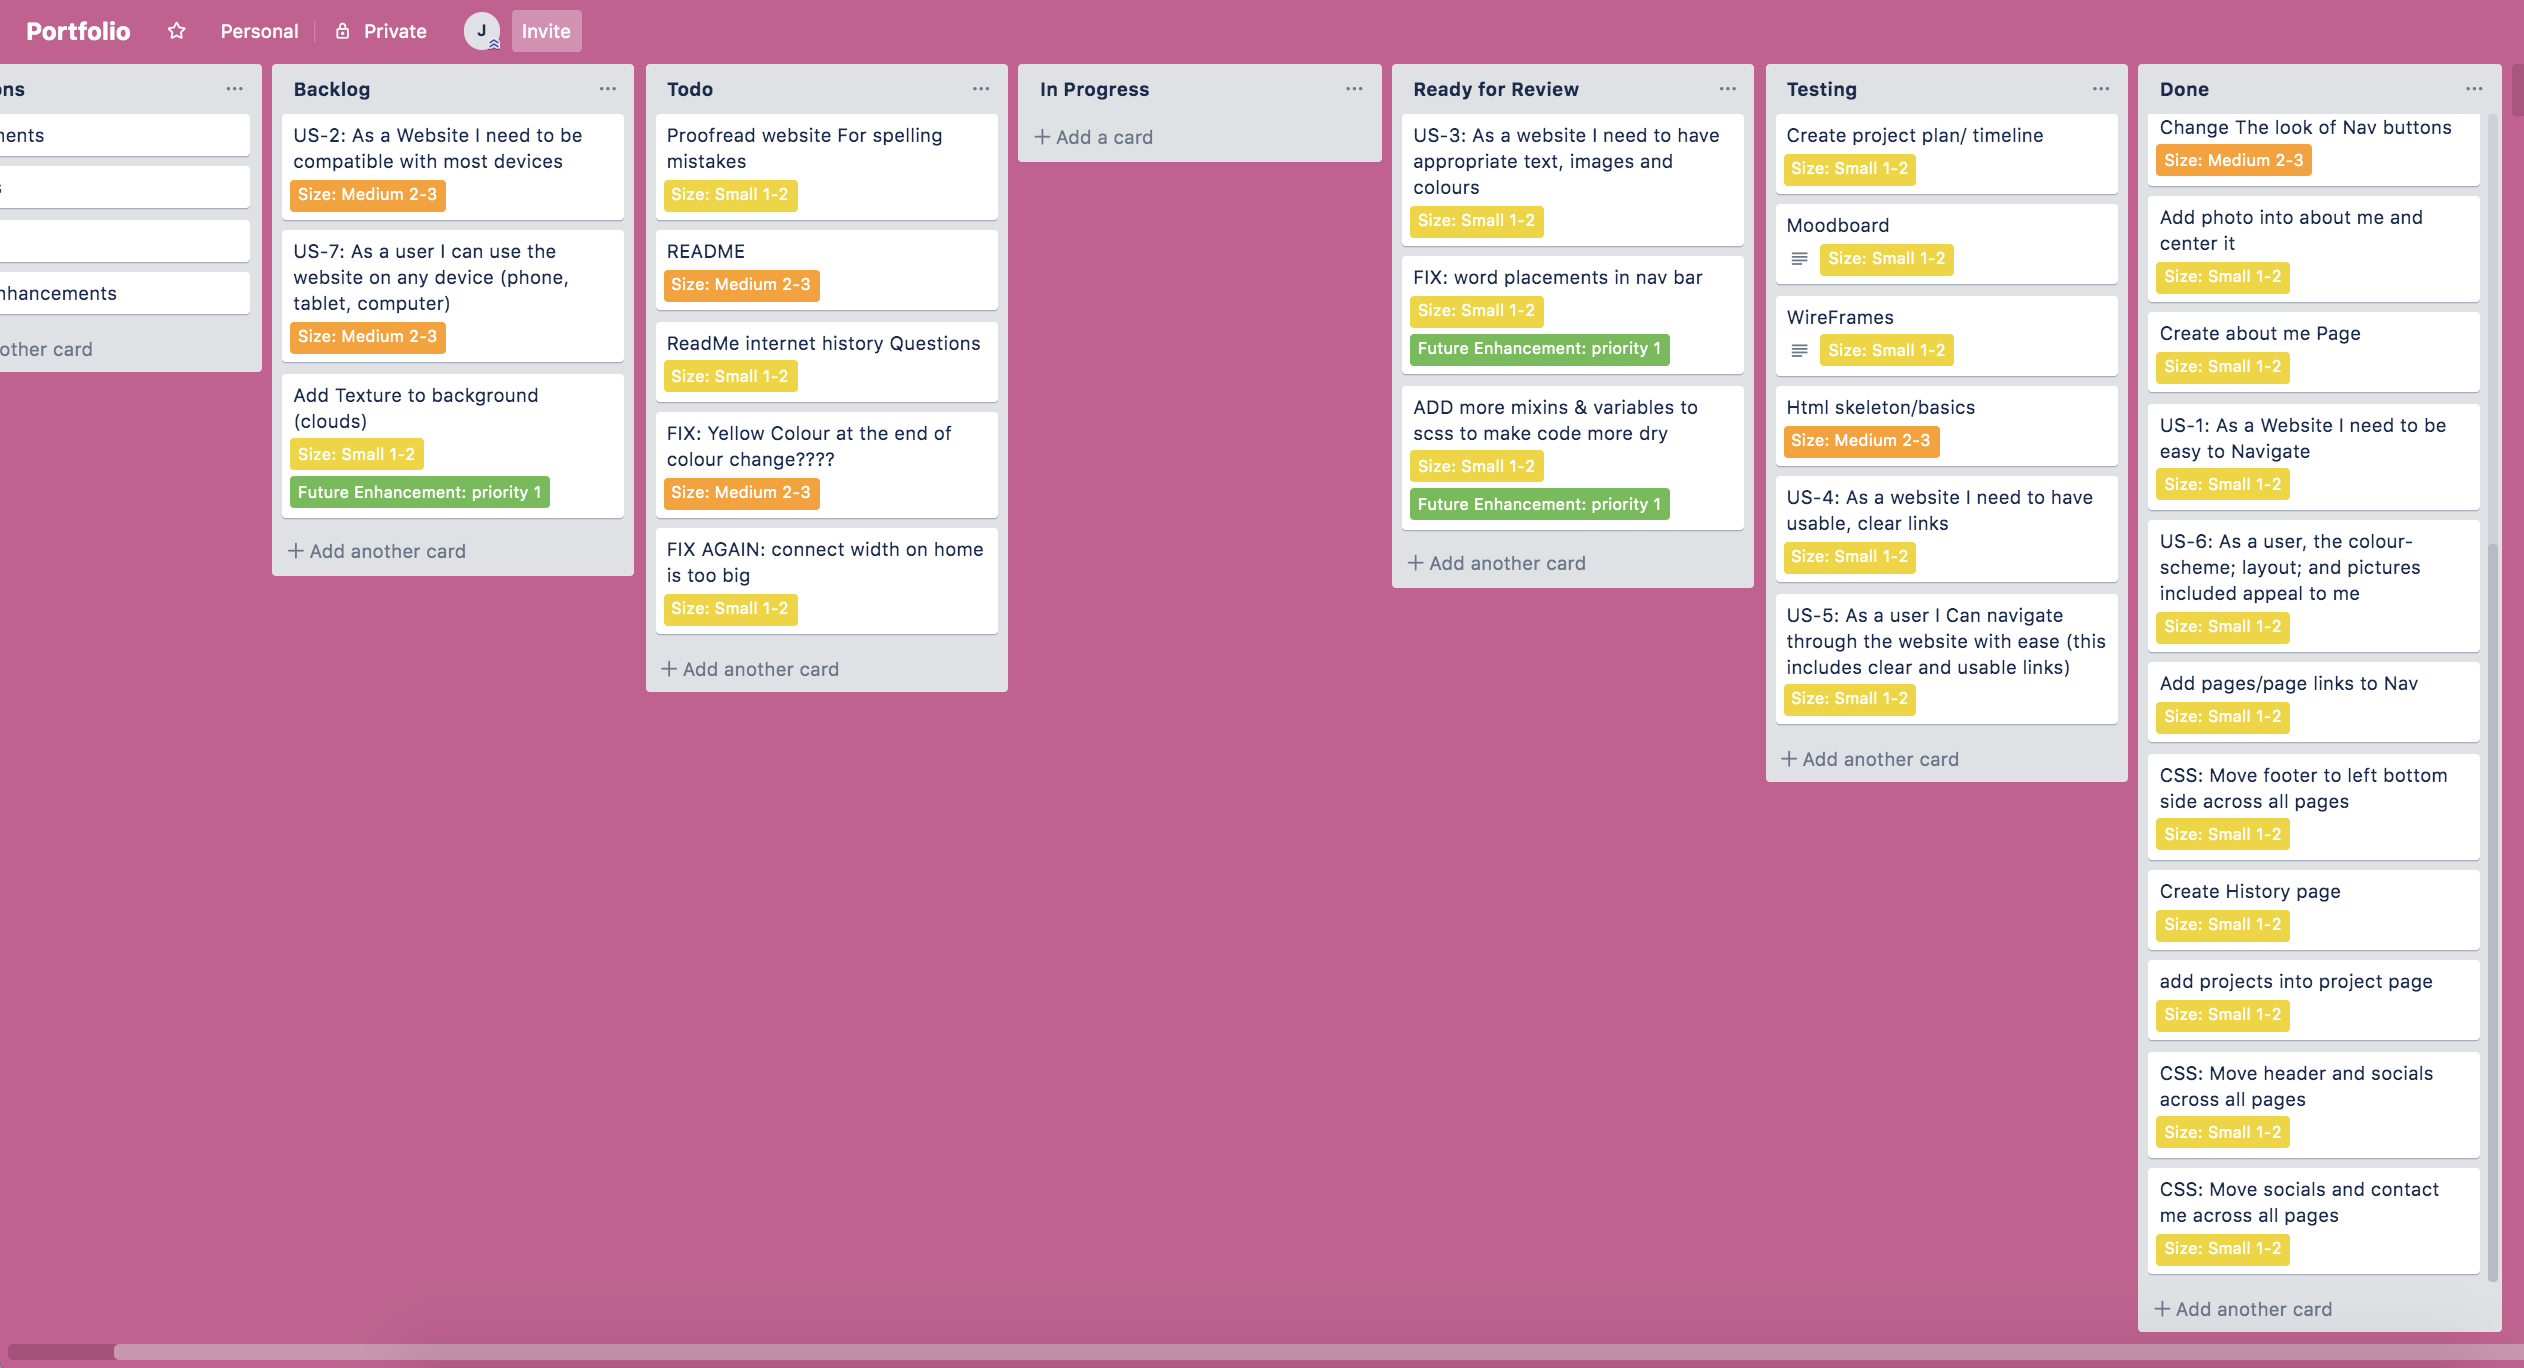 Portfolio
Personal
Private
J
Invite
ons
nents
s
nhancements
other card
Backlog
US-2: As a Website I need to be
compatible with most devices
Size: Medium 2-3
US-7: As a user I can use the
website on any device (phone,
tablet, computer)
Size: Medium 2-3
Add Texture to background
(clouds)
Size: Small 1-2
Future Enhancement: priority 1
+ Add another card
Todo
Proofread website For spelling
mistakes
Size: Small 1-2
README
Size: Medium 2-3
ReadMe internet history Questions
Size: Small 1-2
FIX: Yellow Colour at the end of
colour change????
Size: Medium 2-3
FIX AGAIN: connect width on home
is too big
Size: Small 1-2
+ Add another card
In Progress
+ Add a card
Ready for Review
US-3: As a website I need to have
appropriate text, images and
colours
Size: Small 1-2
FIX: word placements in nav bar
Size: Small 1-2
Future Enhancement: priority 1
ADD more mixins & variables to
scss to make code more dry
Size: Small 1-2
Future Enhancement: priority 1
+ Add another card
Testing
Create project plan/ timeline
Size: Small 1-2
Moodboard
Size: Small 1-2
WireFrames
Size: Small 1-2
Html skeleton/basics
Size: Medium 2-3
US-4: As a website I need to have
usable, clear links
Size: Small 1-2
US-5: As a user I Can navigate
through the website with ease (this
includes clear and usable links)
Size: Small 1-2
+ Add another card
Done
Change The look of Nav buttons
Size: Medium 2-3
Add photo into about me and
center it
Size: Small 1-2
Create about me Page
Size: Small 1-2
US-1: As a Website I need to be
easy to Navigate
Size: Small 1-2
US-6: As a user, the colour-
scheme; layout; and pictures
included appeal to me
Size: Small 1-2
Add pages/page links to Nav
Size: Small 1-2
CSS: Move footer to left bottom
side across all pages
Size: Small 1-2
Create History page
Size: Small 1-2
add projects into project page
Size: Small 1-2
CSS: Move header and socials
across all pages
Size: Small 1-2
CSS: Move socials and contact
me across all pages
Size: Small 1-2
+ Add another card